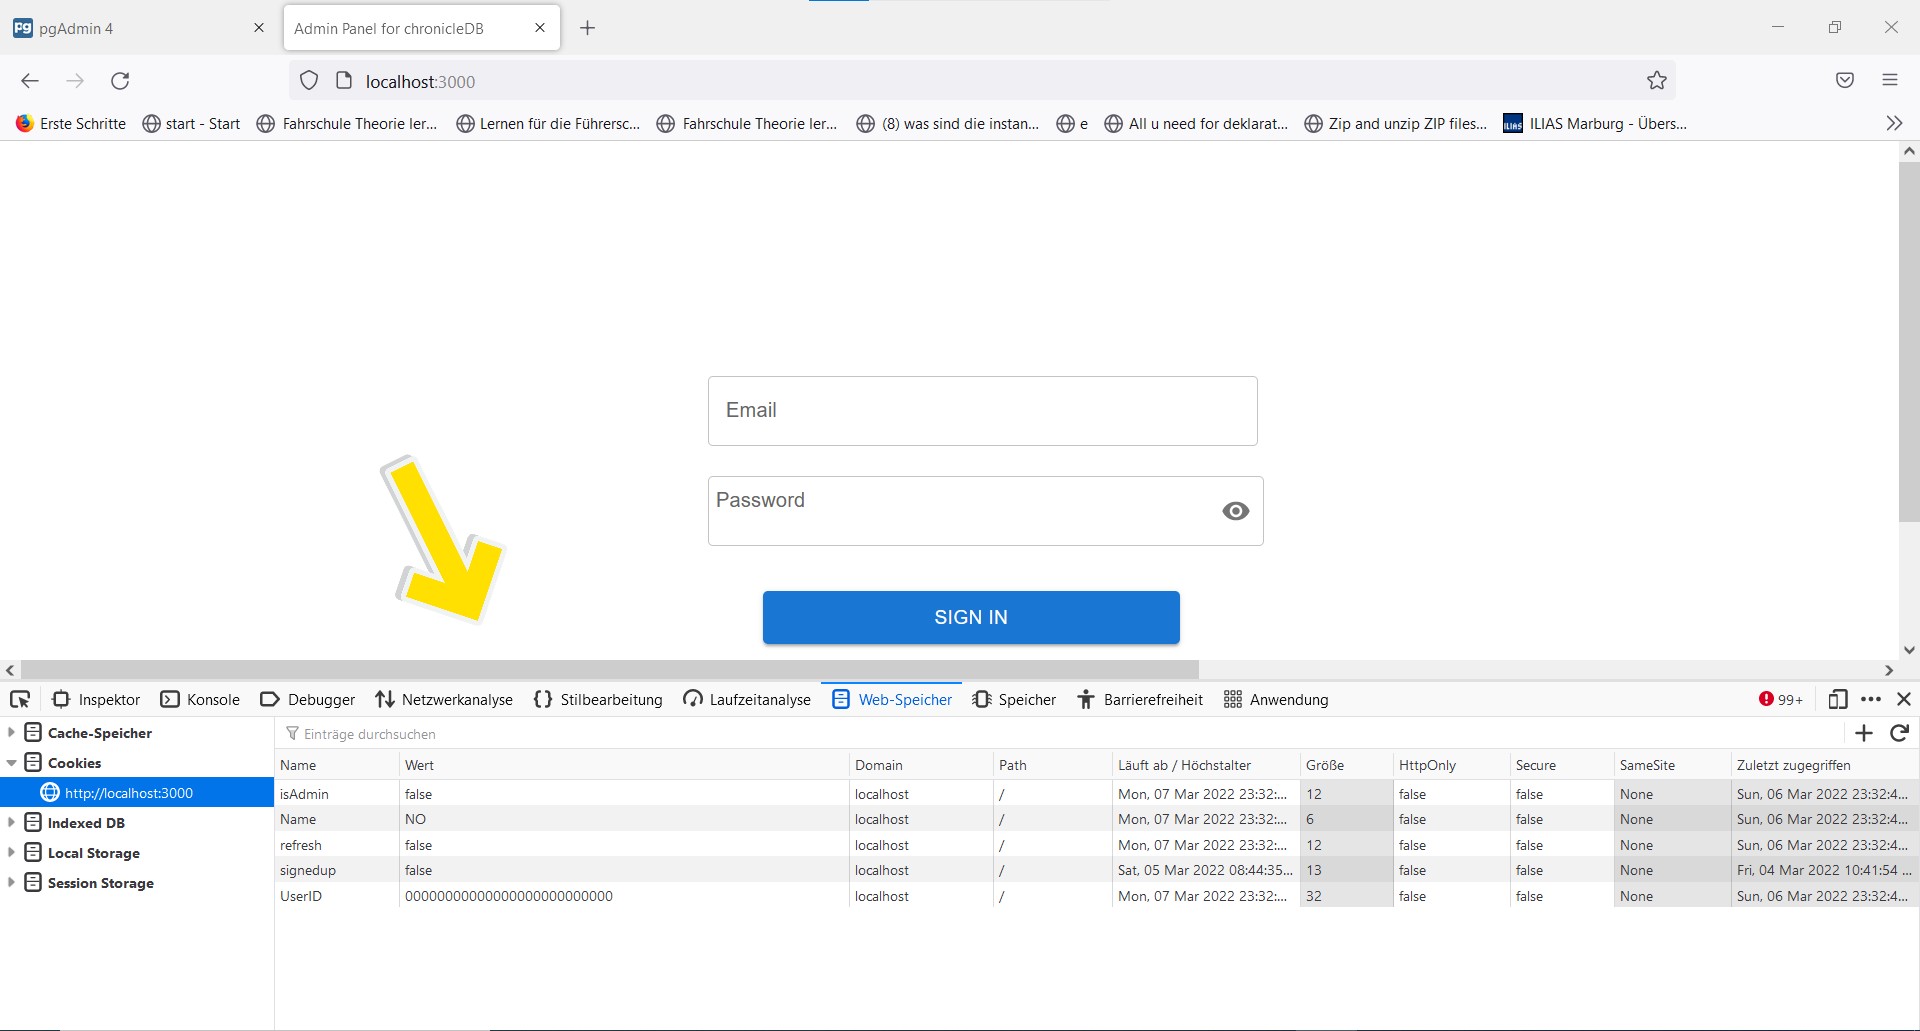 pgAdmin 4
Admin Panel for chronicleDB
localhost:3000
Erste Schritte
start - Start
Fahrschule Theorie ler...
Lernen für die Führersc...
Fahrschule Theorie ler...
(8) was sind die instan...
e
All u need for deklarat...
Zip and unzip ZIP files...
ILIAS Marburg - Übers...
Email
Password
SIGN IN
Inspektor
Konsole
Debugger
Netzwerkanalyse
Stilbearbeitung
Laufzeitanalyse
Web-Speicher
Speicher
Barrierefreiheit
Anwendung
99+
Cache-Speicher
Cookies
http://localhost:3000
Indexed DB
Local Storage
Session Storage
Einträge durchsuchen
Name Wert Domain Path Läuft ab / Höchstalter Größe HttpOnly Secure SameSite Zuletzt zugegriffen
isAdmin false localhost / Mon, 07 Mar 2022 23:32:... 12 false false None Sun, 06 Mar 2022 23:32:4...
Name NO localhost / Mon, 07 Mar 2022 23:32:... 6 false false None Sun, 06 Mar 2022 23:32:4...
refresh false localhost / Mon, 07 Mar 2022 23:32:... 12 false false None Sun, 06 Mar 2022 23:32:4...
signedup false localhost / Sat, 05 Mar 2022 08:44:35... 13 false false None Fri, 04 Mar 2022 10:41:54 ...
UserID 00000000000000000000000000 localhost / Mon, 07 Mar 2022 23:32:... 32 false false None Sun, 06 Mar 2022 23:32:4...